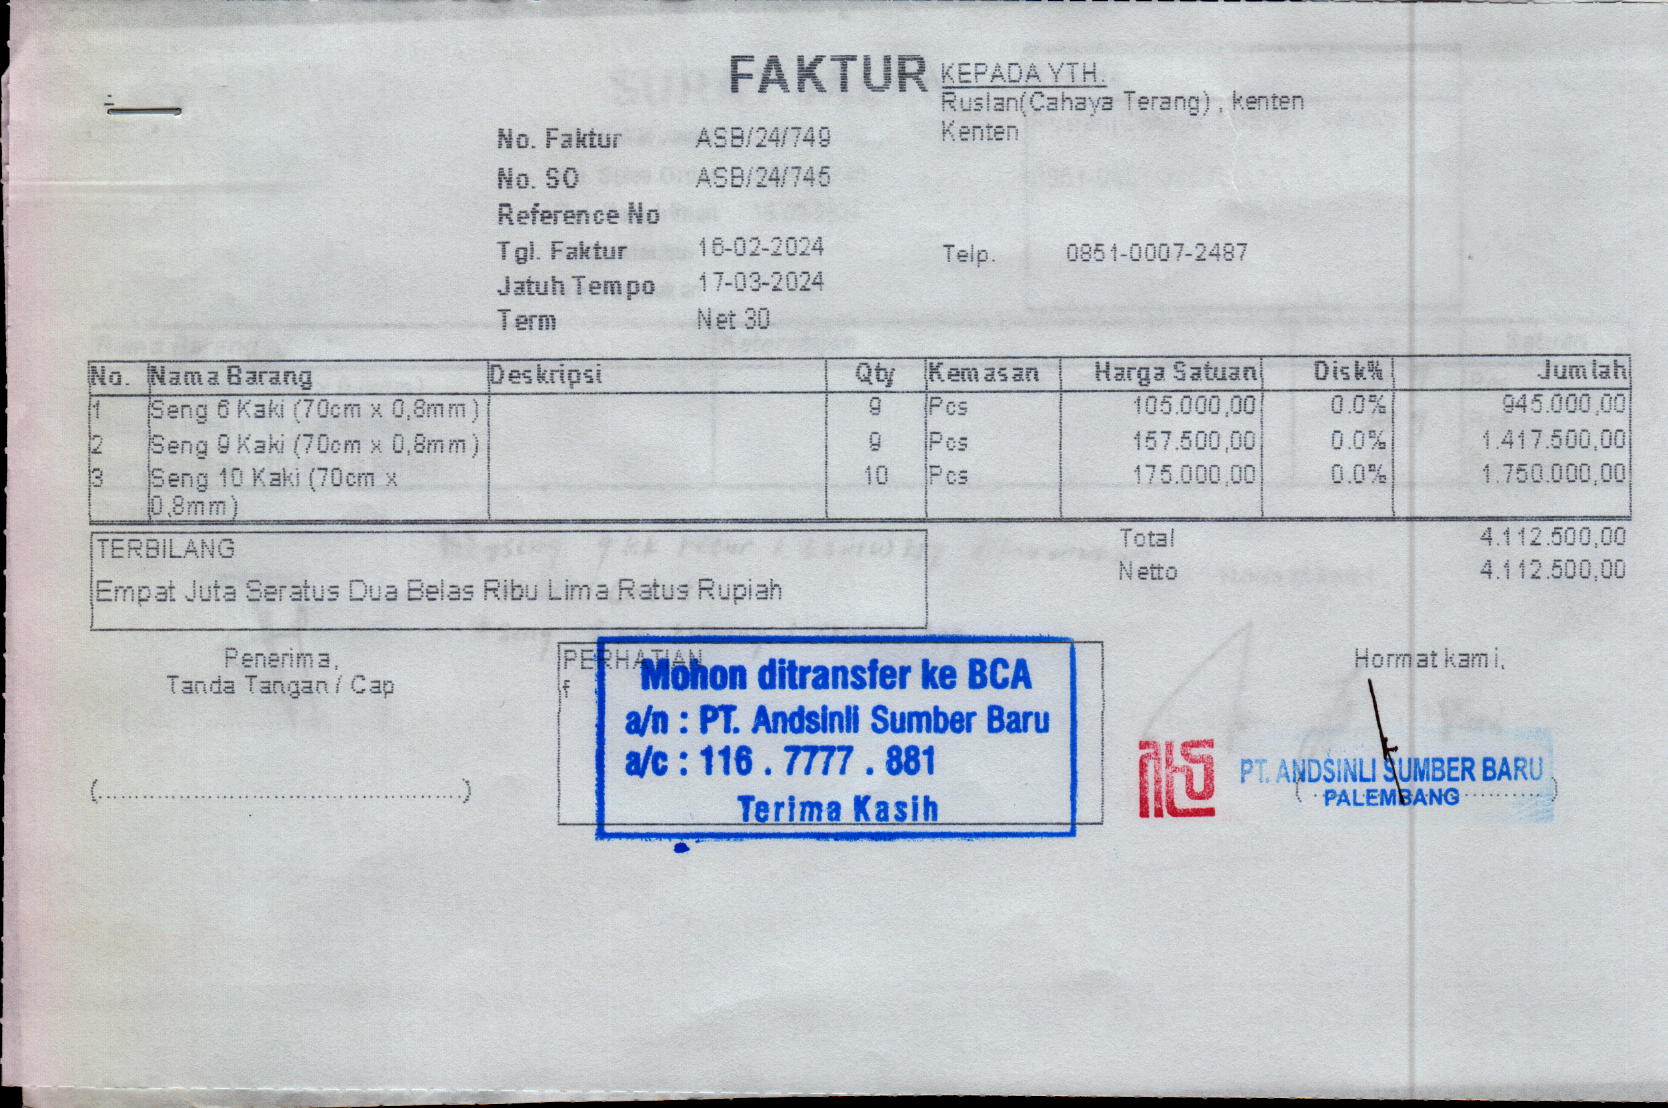 FAKTUR
KEPADA YTH.
Ruslan(Cahaya Terang) , kenten
Kenten
No. Faktur ASB/24/749
No. SO ASB/24/745
Reference No
Tgl. Faktur 16-02-2024
Telp. 0851-0007-2487
Jatuh Tempo 17-03-2024
Term Net 30
No. Nama Barang Deskripsi Qty Kemasan Harga Satuan Disk% Jumlah
1 Seng 6 Kaki (70cm x 0,8mm) 9 Pcs 105.000,00 0.0% 945.000,00
2 Seng 9 Kaki (70cm x 0,8mm) 9 Pcs 157.500,00 0.0% 1.417.500,00
3 Seng 10 Kaki (70cm x 10 Pcs 175.000,00 0.0% 1.750.000,00
0,8mm)
TERBILANG
Empat Juta Seratus Dua Belas Ribu Lima Ratus Rupiah
Total 4.112.500,00
Netto 4.112.500,00
Penerima,
Tanda Tangan / Cap
PERHATIAN
f
Mohon ditransfer ke BCA
a/n : PT. Andsinli Sumber Baru
a/c : 116 . 7777 . 881
Terima Kasih
Hormat kami,
PT. ANDSINLI SUMBER BARU
PALEMBANG